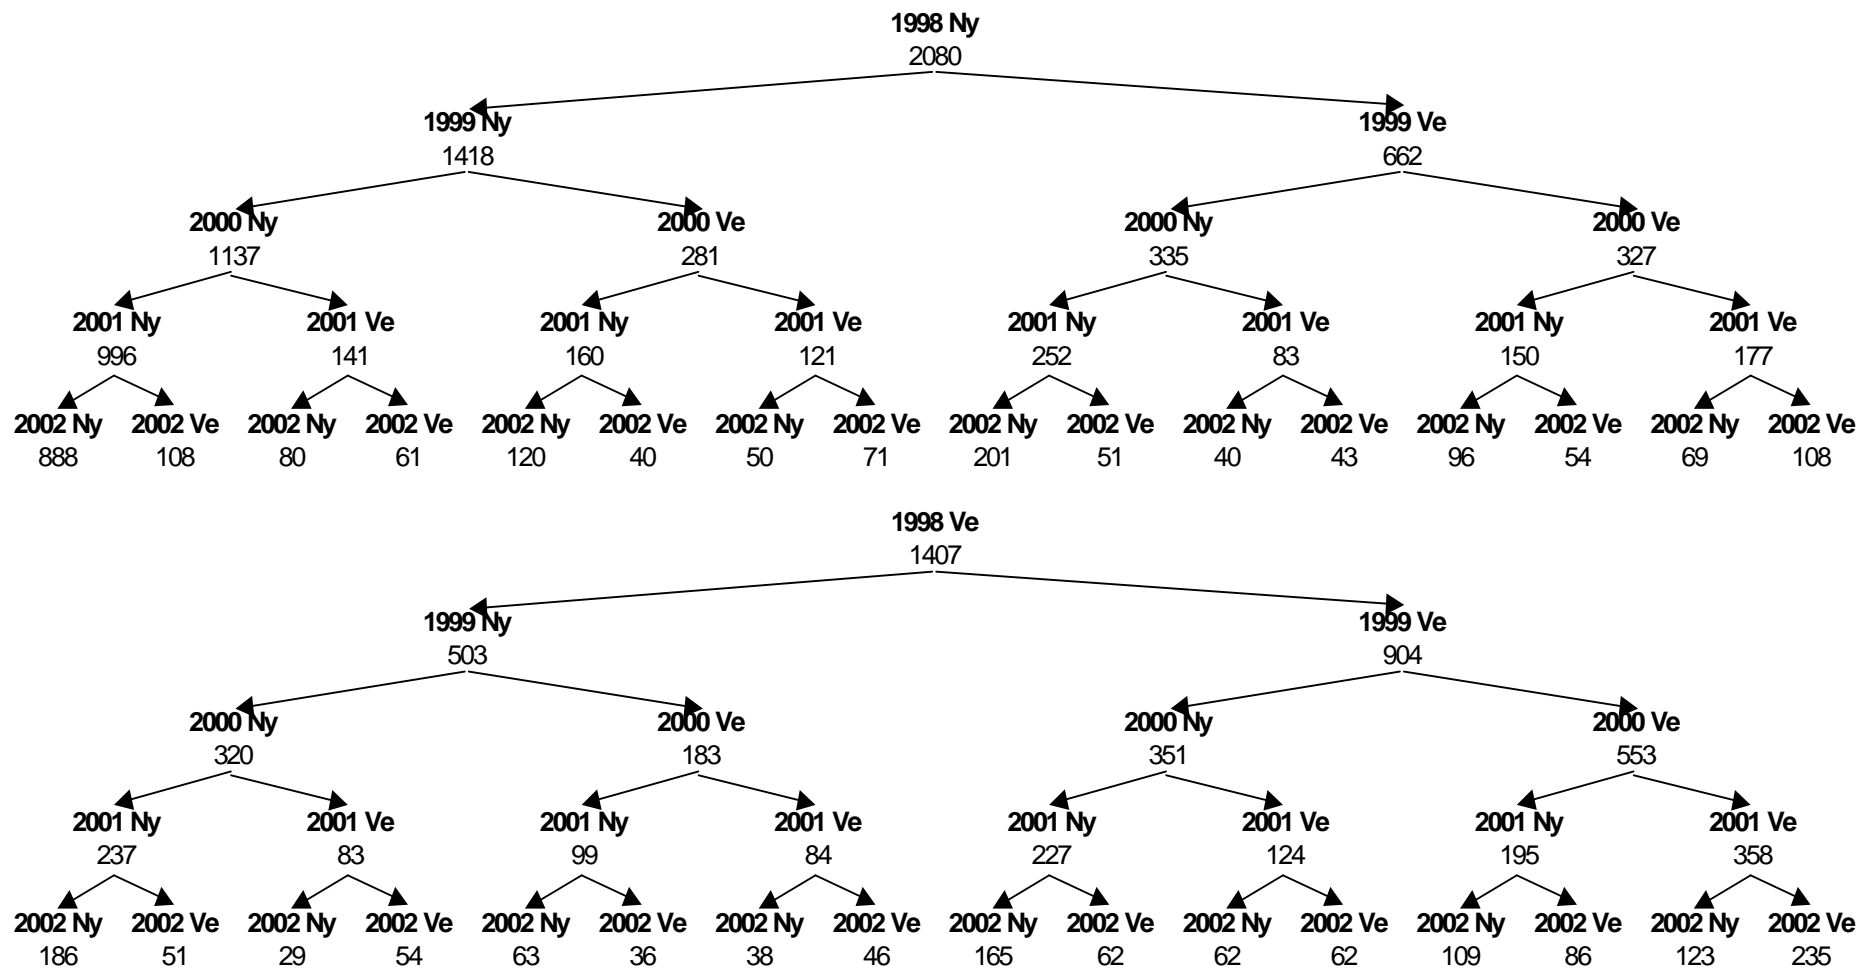 1998 Ny
2080
1999 Ny 1999 Ve
1418 662
2000 Ny 2000 Ve 2000 Ny 2000 Ve
1137 281 335 327
2001 Ny 2001 Ve 2001 Ny 2001 Ve 2001 Ny 2001 Ve 2001 Ny 2001 Ve
996 141 160 121 252 83 150 177
2002 Ny 2002 Ve 2002 Ny 2002 Ve 2002 Ny 2002 Ve 2002 Ny 2002 Ve 2002 Ny 2002 Ve 2002 Ny 2002 Ve 2002 Ny 2002 Ve 2002 Ny 2002 Ve
888 108 80 61 120 40 50 71 201 51 40 43 96 54 69 108
1998 Ve
1407
1999 Ny 1999 Ve
503 904
2000 Ny 2000 Ve 2000 Ny 2000 Ve
320 183 351 553
2001 Ny 2001 Ve 2001 Ny 2001 Ve 2001 Ny 2001 Ve 2001 Ny 2001 Ve
237 83 99 84 227 124 195 358
2002 Ny 2002 Ve 2002 Ny 2002 Ve 2002 Ny 2002 Ve 2002 Ny 2002 Ve 2002 Ny 2002 Ve 2002 Ny 2002 Ve 2002 Ny 2002 Ve 2002 Ny 2002 Ve
186 51 29 54 63 36 38 46 165 62 62 62 109 86 123 235